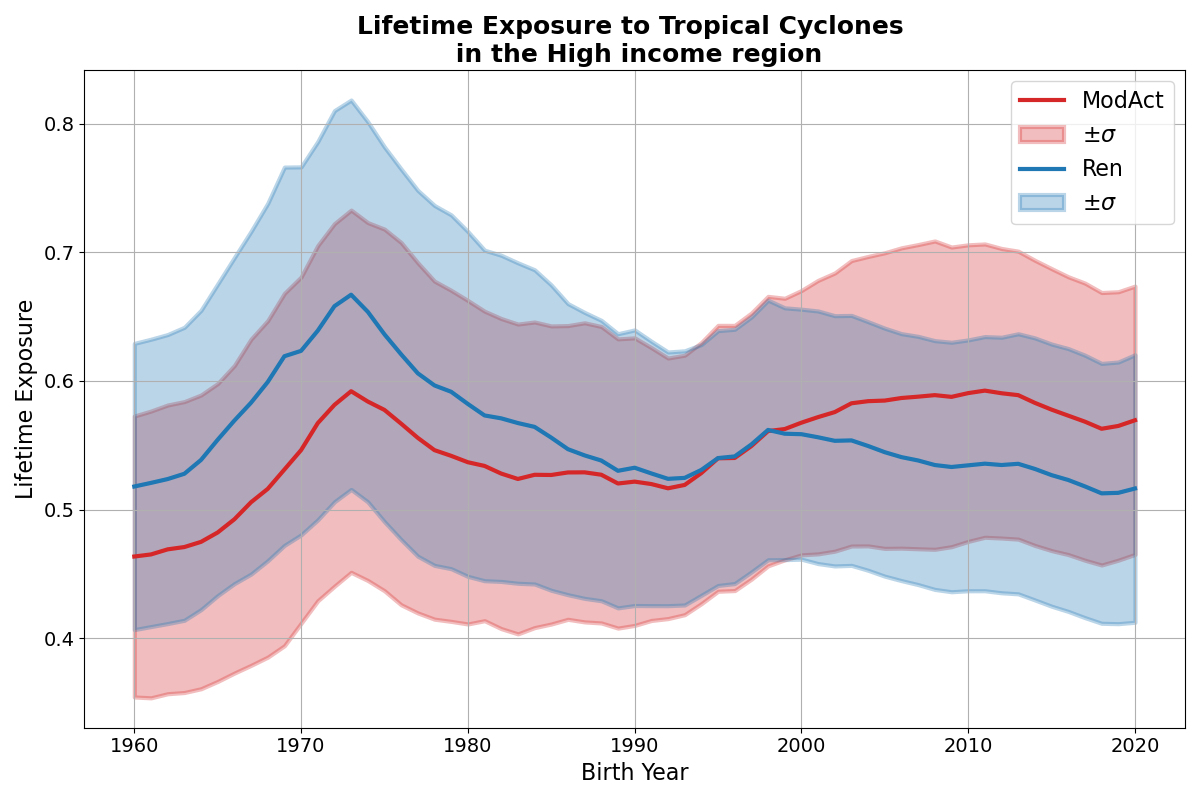 Lifetime Exposure to Tropical Cyclones
in the High income region
ModAct
±σ
Ren
±σ
Lifetime Exposure
0.8
0.7
0.6
0.5
0.4
1960 1970 1980 1990 2000 2010 2020
Birth Year